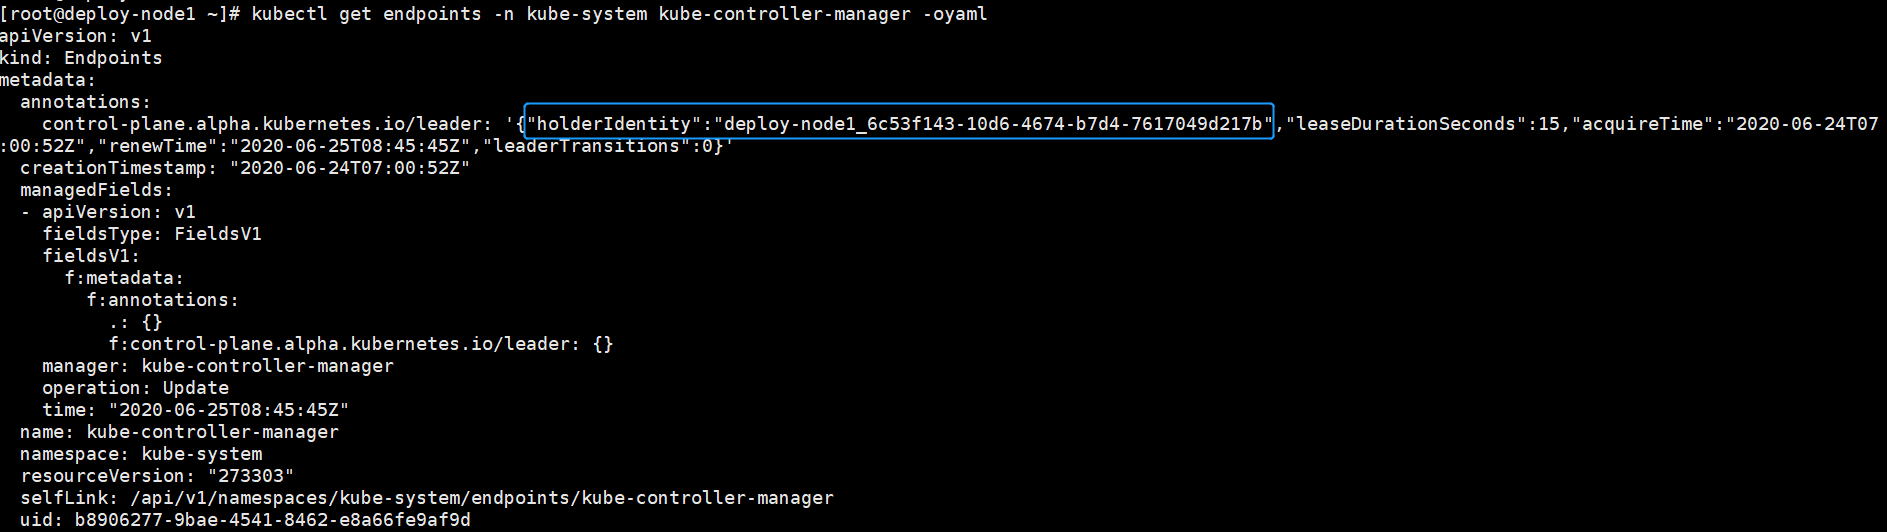 [root@deploy-node1 ~]# kubectl get endpoints -n kube-system kube-controller-manager -oyaml
apiVersion: v1
kind: Endpoints
metadata:
  annotations:
    control-plane.alpha.kubernetes.io/leader: '{"holderIdentity":"deploy-node1_6c53f143-10d6-4674-b7d4-7617049d217b","leaseDurationSeconds":15,"acquireTime":"2020-06-24T07
:00:52Z","renewTime":"2020-06-25T08:45:45Z","leaderTransitions":0}'
  creationTimestamp: "2020-06-24T07:00:52Z"
  managedFields:
  - apiVersion: v1
    fieldsType: FieldsV1
    fieldsV1:
      f:metadata:
        f:annotations:
          .: {}
          f:control-plane.alpha.kubernetes.io/leader: {}
    manager: kube-controller-manager
    operation: Update
    time: "2020-06-25T08:45:45Z"
  name: kube-controller-manager
  namespace: kube-system
  resourceVersion: "273303"
  selfLink: /api/v1/namespaces/kube-system/endpoints/kube-controller-manager
  uid: b8906277-9bae-4541-8462-e8a66fe9af9d